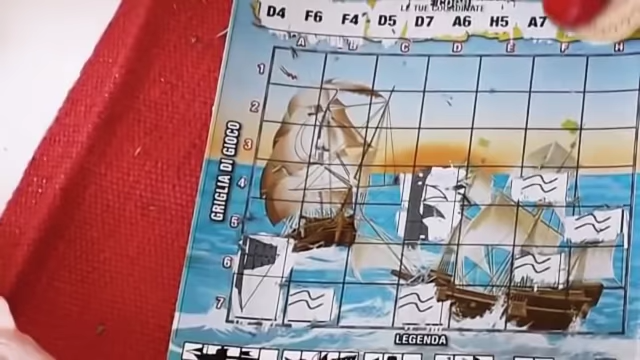 LE TUE COORDINATE
D4 F6 F4 D5 D7 A6 H5 A7
A B C D E F H
1
2
3
4
5
6
7
GRIGLIA DI GIOCO
LEGENDA